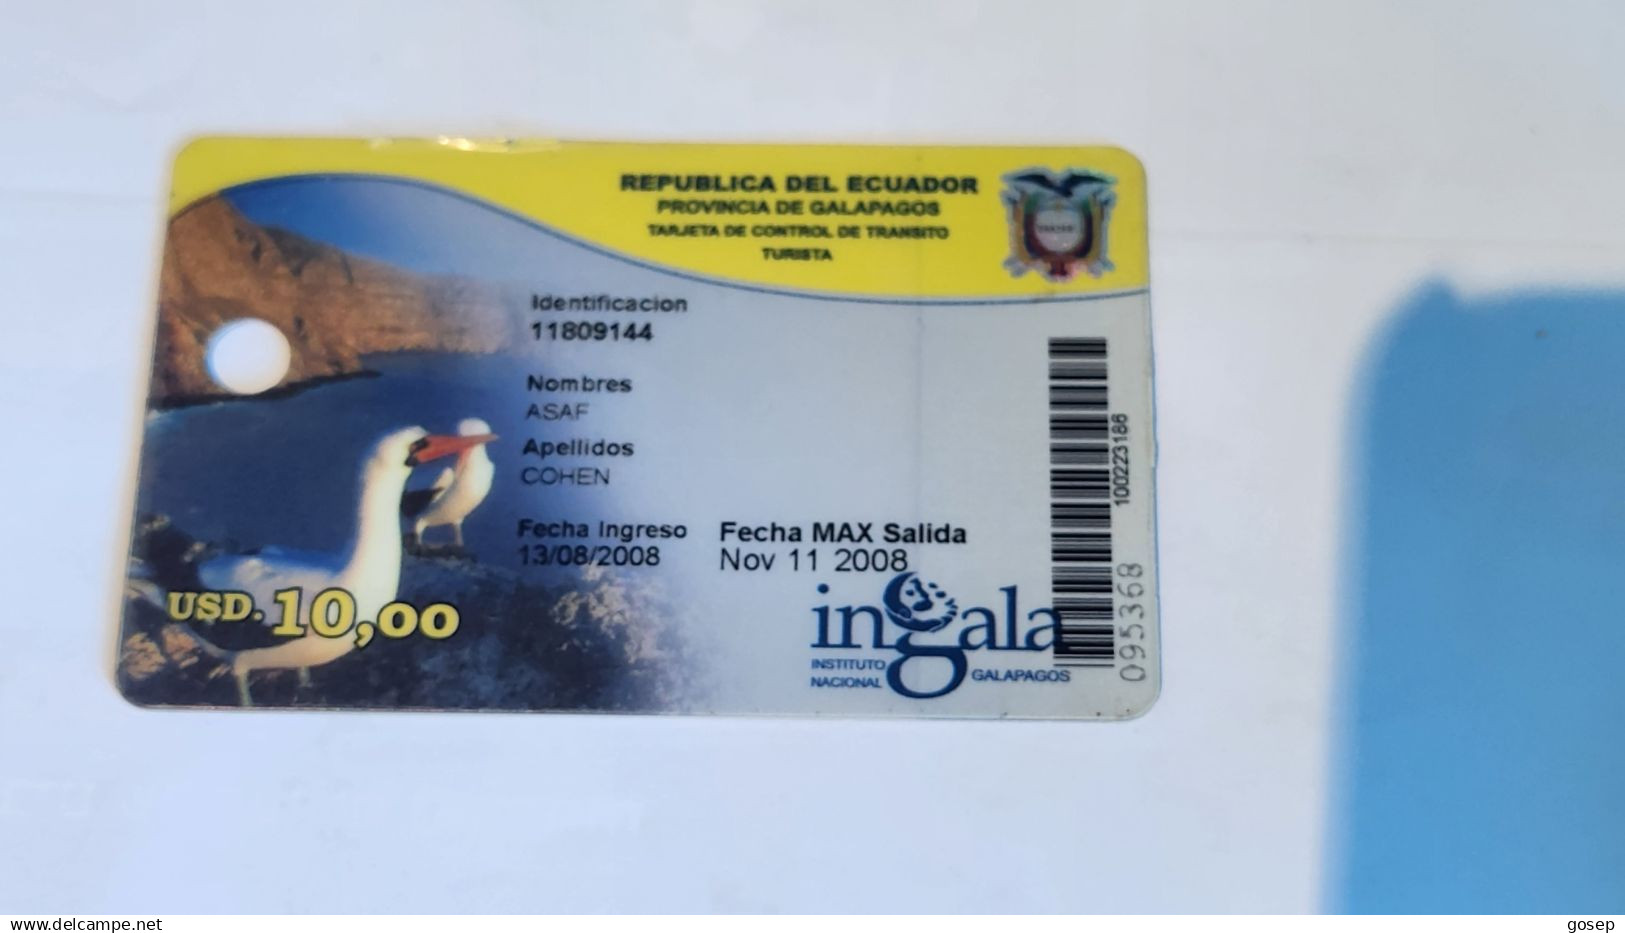 REPUBLICA DEL ECUADOR
PROVINCIA DE GALAPAGOS
TARJETA DE CONTROL DE TRANSITO
TURISTA
Identificacion
11809144
Nombres
ASAF
Apellidos
COHEN
Fecha Ingreso
13/08/2008
Fecha MAX Salida
Nov 11 2008
USD. 10,00
ingala
INSTITUTO
NACIONAL
GALAPAGOS
100223186
095368
delcampe.net
gosep